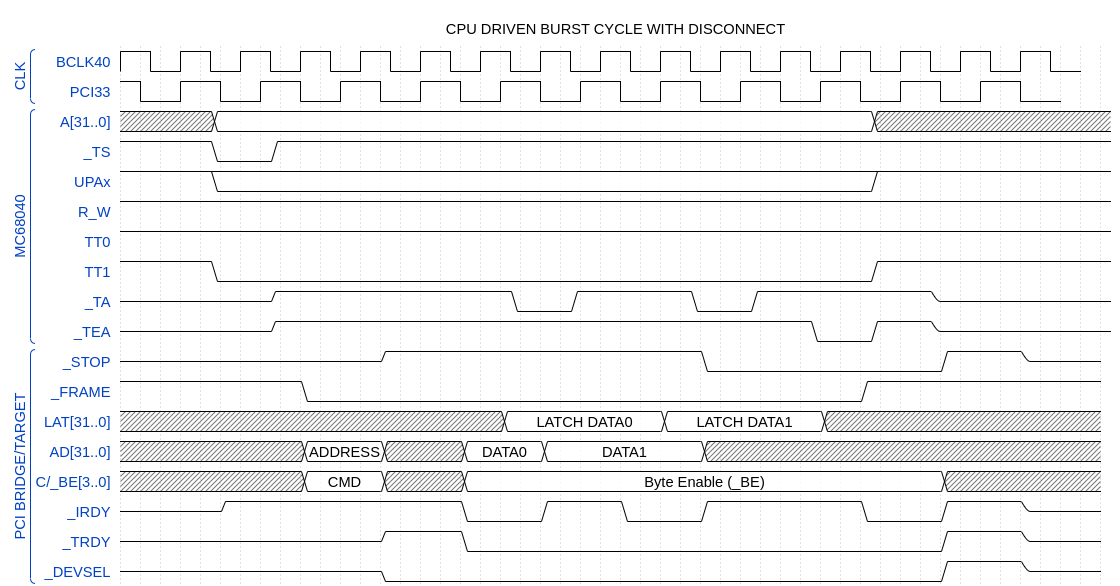 CPU DRIVEN BURST CYCLE WITH DISCONNECT
CLK
BCLK40
PCI33
MC68040
A[31..0]
_TS
UPAx
R_W
TT0
TT1
_TA
_TEA
PCI BRIDGE/TARGET
_STOP
_FRAME
LAT[31..0] LATCH DATA0 LATCH DATA1
AD[31..0] ADDRESS DATA0 DATA1
C/_BE[3..0] CMD Byte Enable (_BE)
_IRDY
_TRDY
_DEVSEL